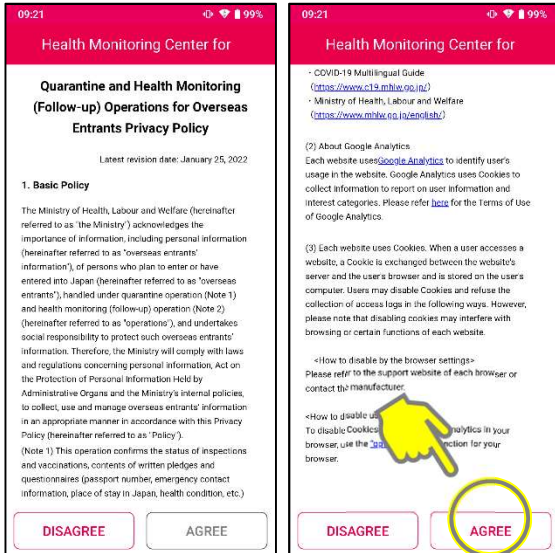 09:21
99%
Health Monitoring Center for
Quarantine and Health Monitoring
(Follow-up) Operations for Overseas
Entrants Privacy Policy
Latest revision date: January 25, 2022
1. Basic Policy
The Ministry of Health, Labour and Welfare (hereinafter
referred to as "the Ministry") acknowledges the
importance of information, including personal information
(hereinafter referred to as "overseas entrants'
information"), of persons who plan to enter or have
entered into Japan (hereinafter referred to as "overseas
entrants"), handled under quarantine operation (Note 1)
and health monitoring (follow-up) operation (Note 2)
(hereinafter referred to as "operations"), and undertakes
social responsibility to protect such overseas entrants'
information. Therefore, the Ministry will comply with laws
and regulations concerning personal information, Act on
the Protection of Personal Information Held by
Administrative Organs and the Ministry's internal policies,
to collect, use and manage overseas entrants' information
in an appropriate manner in accordance with this Privacy
Policy (hereinafter referred to as "Policy").
(Note 1) This operation confirms the status of inspections
and vaccinations, contents of written pledges and
questionnaires (passport number, emergency contact
information, place of stay in Japan, health condition, etc.)
DISAGREE
AGREE
09:21
99%
Health Monitoring Center for
・COVID-19 Multilingual Guide
(https://www.c19.mhlw.go.jp/)
・Ministry of Health, Labour and Welfare
(https://www.mhlw.go.jp/english/)
(2) About Google Analytics
Each website usesGoogle Analytics to identify user's
usage in the website. Google Analytics uses Cookies to
collect information to report on user information and
interest categories. Please refer here for the Terms of Use
of Google Analytics.
(3) Each website uses Cookies. When a user accesses a
website, a Cookie is exchanged between the website's
server and the user's browser and is stored on the user's
computer. Users may disable Cookies and refuse the
collection of access logs in the following ways. However,
please note that disabling cookies may interfere with
browsing or certain functions of each website.
<How to disable by the browser settings>
Please refer to the support website of each browser or
contact the manufacturer.
<How to disable
To disable Cookies nalytics in your
browser, use the nction for your
browser.
DISAGREE
AGREE